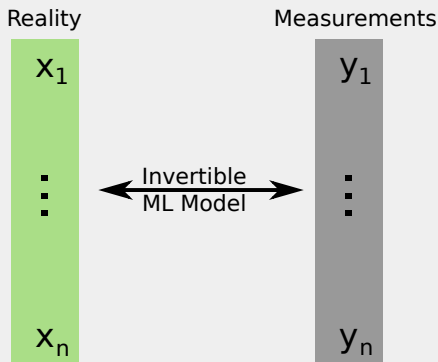 Reality Measurements
x1 y1
⋮ ⋮
Invertible
ML Model
xn yn